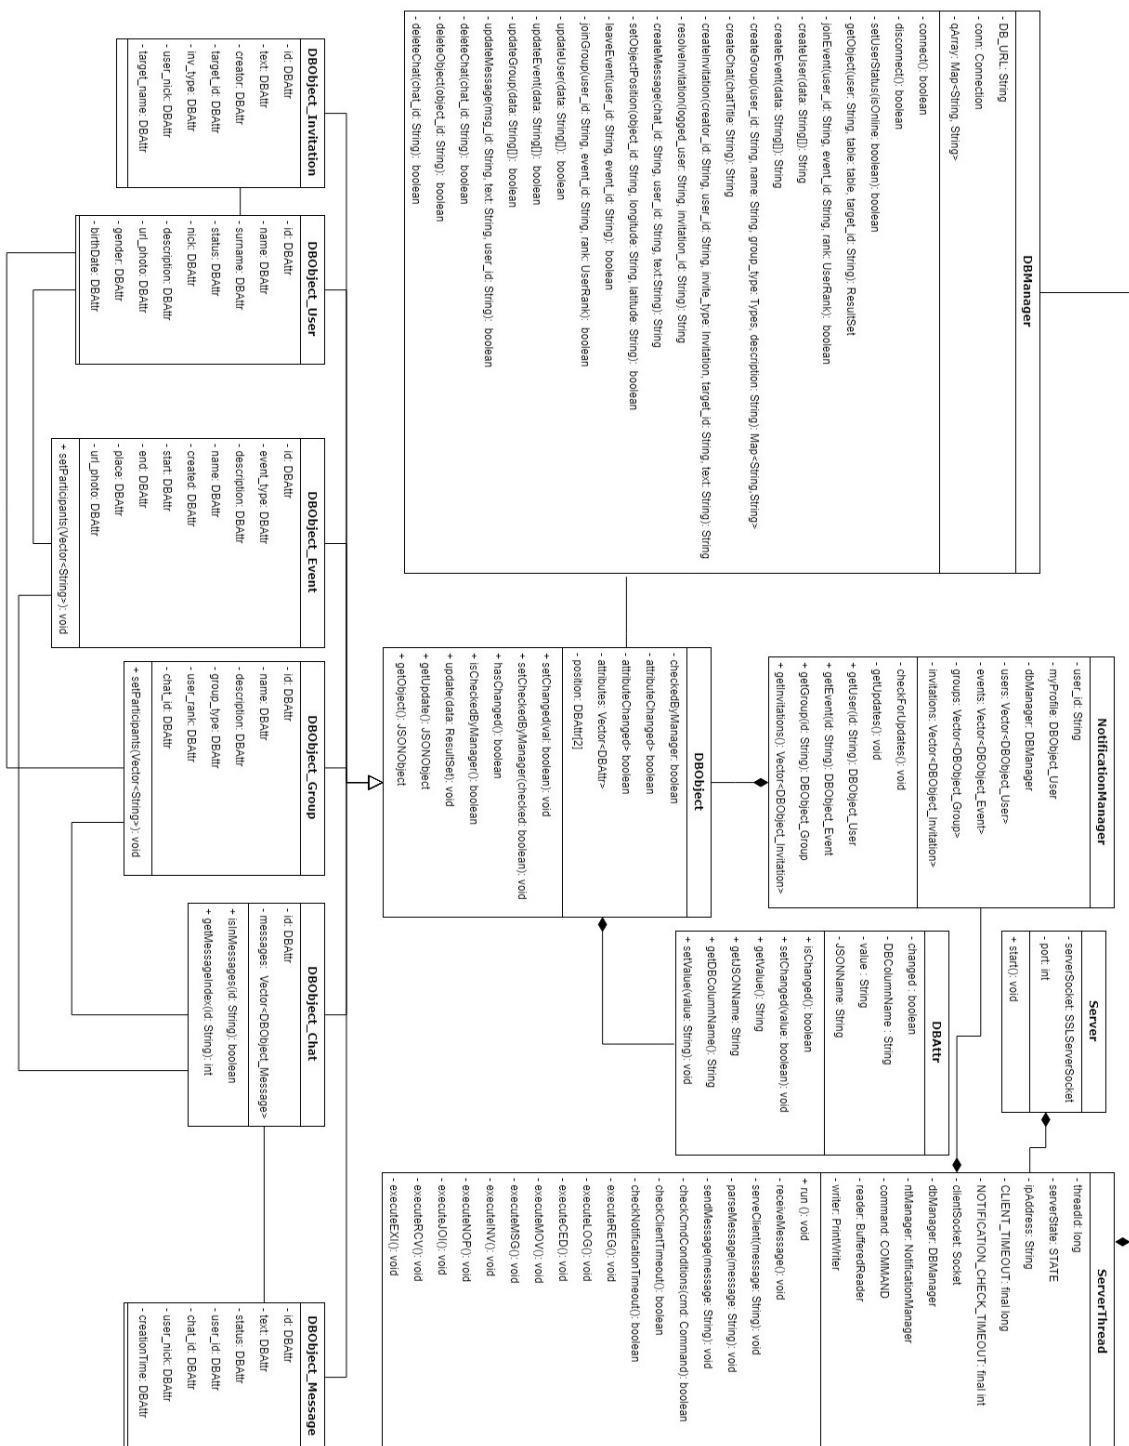 DBManager
- DB_URL: String
- conn: Connection
- qArray: Map<String, String>
- connect(): boolean
- disconnect(): boolean
- setUserStatus(isOnline: boolean): boolean
- getObject(user: String, table: table, target_id: String): ResultSet
- joinEvent(user_id: String, event_id: String, rank: UserRank): boolean
- createUser(data: String[]): String
- createEvent(data: String[]): String
- createGroup(user_id: String, name: String, group_type: Types, description: String): Map<String,String>
- createChat(chatTitle: String): String
- createInvitation(creator_id: String, user_id: String, invite_type: Invitation, target_id: String, text: String): String
- resolveInvitation(logged_user: String, invitation_id: String): String
- createMessage(chat_id: String, user_id: String, text:String): String
- setObjectPosition(object_id: String, longitude: String, latitude: String): boolean
- leaveEvent(user_id: String, event_id: String): boolean
- joinGroup(user_id: String, event_id: String, rank: UserRank): boolean
- updateUser(data: String[]): boolean
- updateEvent(data: String[]): boolean
- updateGroup(data: String[]): boolean
- updateMessage(msg_id: String, text: String, user_id: String): boolean
- deleteChat(chat_id: String): boolean
- deleteObject(object_id: String): boolean
- deleteChat(chat_id: String): boolean
NotificationManager
- user_id: String
- myProfile: DBObject_User
- dbManager: DBManager
- users: Vector<DBObject_User>
- events: Vector<DBObject_Event>
- groups: Vector<DBObject_Group>
- invitations: Vector<DBObject_Invitation>
- checkForUpdates(): void
- getUpdates(): void
+ getUser(id: String): DBObject_User
+ getEvent(id: String): DBObject_Event
+ getGroup(id: String): DBObject_Group
+ getInvitations(): Vector<DBObject_Invitation>
Server
- serverSocket: SSLServerSocket
- port: int
+ start(): void
ServerThread
- threadId: long
- serverState: STATE
- ipAddress: String
- CLIENT_TIMEOUT: final long
- NOTIFICATION_CHECK_TIMEOUT: final int
- clientSocket: Socket
- dbManager: DBManager
- ntManager: NotificationManager
- command: COMMAND
- reader: BufferedReader
- writer: PrintWriter
+ run (): void
- receiveMessage(): void
- serveClient(message: String): void
- parseMessage(message: String): void
- sendMessage(message: String): void
- checkCmdConditions(cmd: Command): boolean
- checkClientTimeout(): boolean
- checkNotificationTimeout(): boolean
- executeREG(): void
- executeLOG(): void
- executeCED(): void
- executeMOV(): void
- executeMSG(): void
- executeINV(): void
- executeNOP(): void
- executeJOI(): void
- executeRCV(): void
- executeEXI(): void
DBAttr
- changed : boolean
- DBColumnName : String
- value : String
- JSONName: String
+ isChanged(): boolean
+ setChanged(value: boolean): void
+ getValue(): String
+ getJSONName: String
+ getDBColumnName(): String
+ setValue(value: String): void
DBObject
- checkedByManager: boolean
- attributeChanged> boolean
- attributeChanged> boolean
- attributes: Vector<DBAttr>
- position: DBAttr[2]
+ setChanged(val: boolean): void
+ setCheckedByManager(checked: boolean): void
+ hasChanged(): boolean
+ isCheckedByManager(): boolean
+ update(data: ResultSet): void
+ getUpdate(): JSONObject
+ getObject(): JSONObject
DBObject_Invitation
- id: DBAttr
- text: DBAttr
- creator: DBAttr
- target_id: DBAttr
- inv_type: DBAttr
- user_nick: DBAttr
- target_name: DBAttr
DBObject_User
- id: DBAttr
- name: DBAttr
- surname: DBAttr
- status: DBAttr
- nick: DBAttr
- description: DBAttr
- url_photo: DBAttr
- gender: DBAttr
- birthDate: DBAttr
DBObject_Event
- id: DBAttr
- event_type: DBAttr
- description: DBAttr
- name: DBAttr
- created: DBAttr
- start: DBAttr
- end: DBAttr
- place: DBAttr
- url_photo: DBAttr
+ setParticipants(Vector<String>): void
DBObject_Group
- id: DBAttr
- name: DBAttr
- description: DBAttr
- group_type: DBAttr
- user_rank: DBAttr
- chat_id: DBAttr
+ setParticipants(Vector<String>): void
DBObject_Chat
- id: DBAttr
- messages: Vector<DBObject_Message>
+ isInMessages(id: String): boolean
+ getMessageIndex(id: String): int
DBObject_Message
- id: DBAttr
- text: DBAttr
- status: DBAttr
- user_id: DBAttr
- chat_id: DBAttr
- user_nick: DBAttr
- creationTime: DBAttr